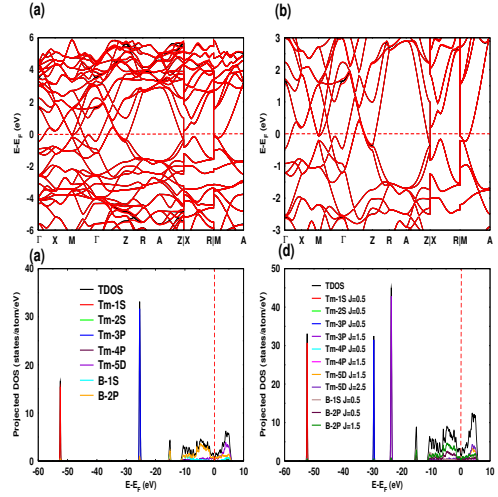 (a)
(b)
6
4
2
0
-2
-4
-6
E-E_F (eV)
Γ X M Γ Z R A Z|X R|M A
3
2
1
0
-1
-2
-3
E-E_F (eV)
Γ X M Γ Z R A Z|X R|M A
(a)
(d)
Projected DOS (states/atom/eV)
40
30
20
10
0
TDOS
Tm-1S
Tm-2S
Tm-3P
Tm-4P
Tm-5D
B-1S
B-2P
-60 -50 -40 -30 -20 -10 0 10
E-E_F (eV)
Projected DOS (states/atom/eV)
50
40
30
20
10
0
TDOS
Tm-1S J=0.5
Tm-2S J=0.5
Tm-3P J=0.5
Tm-3P J=1.5
Tm-4P J=0.5
Tm-4P J=1.5
Tm-5D J=1.5
Tm-5D J=2.5
B-1S J=0.5
B-2P J=0.5
B-2P J=1.5
-60 -50 -40 -30 -20 -10 0 10
E-E_F (eV)